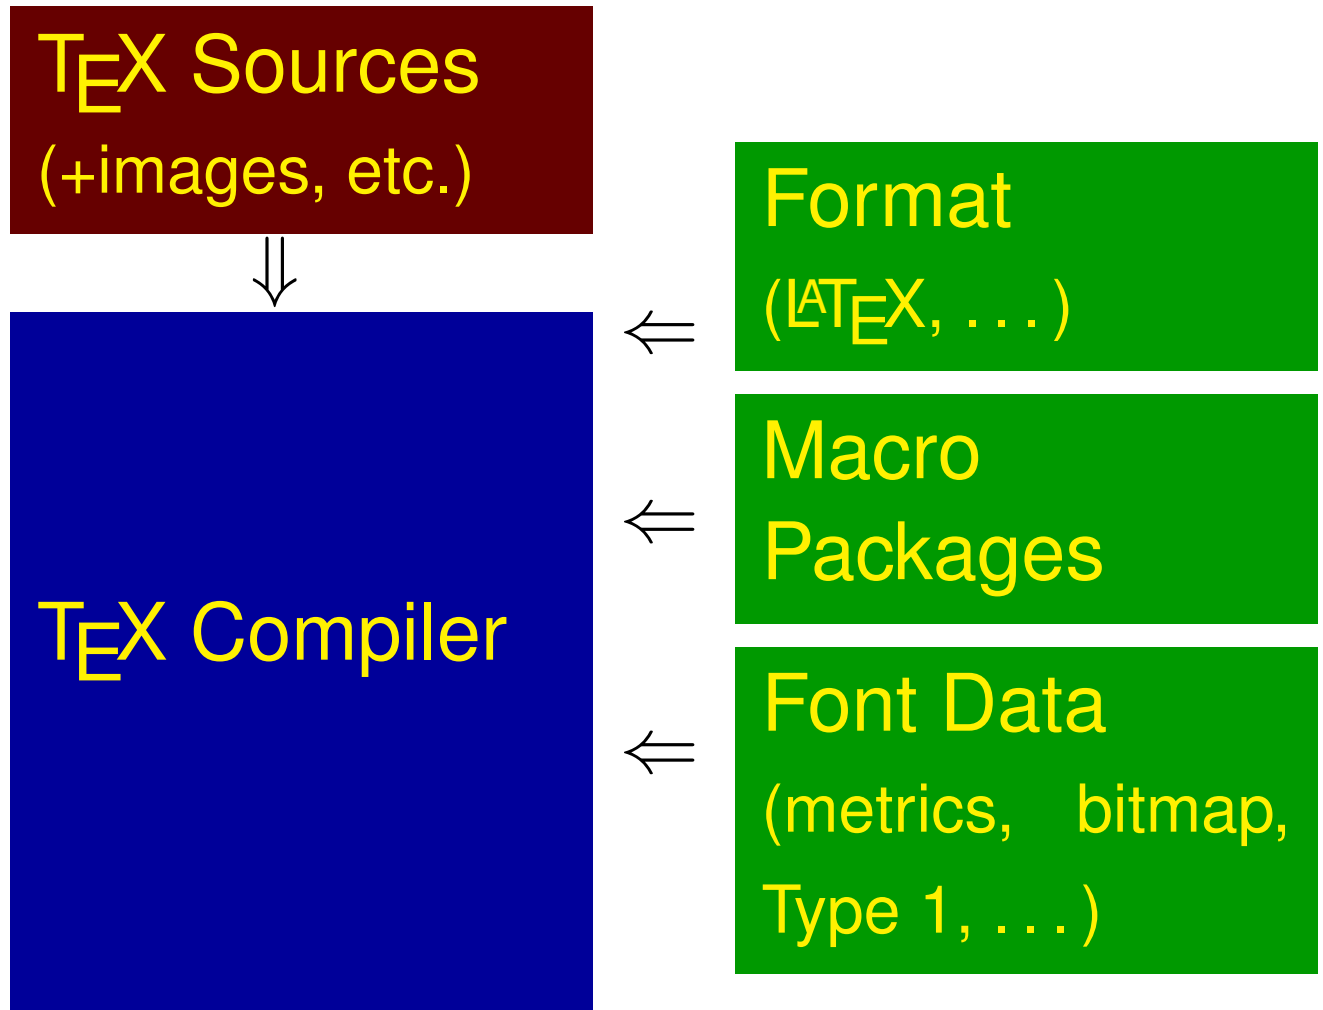 TEX Sources
(+images, etc.)
⇓
Format
(LATEX, . . . )
⇐
Macro
Packages
⇐
TEX Compiler
Font Data
(metrics, bitmap,
Type 1, . . . )
⇐